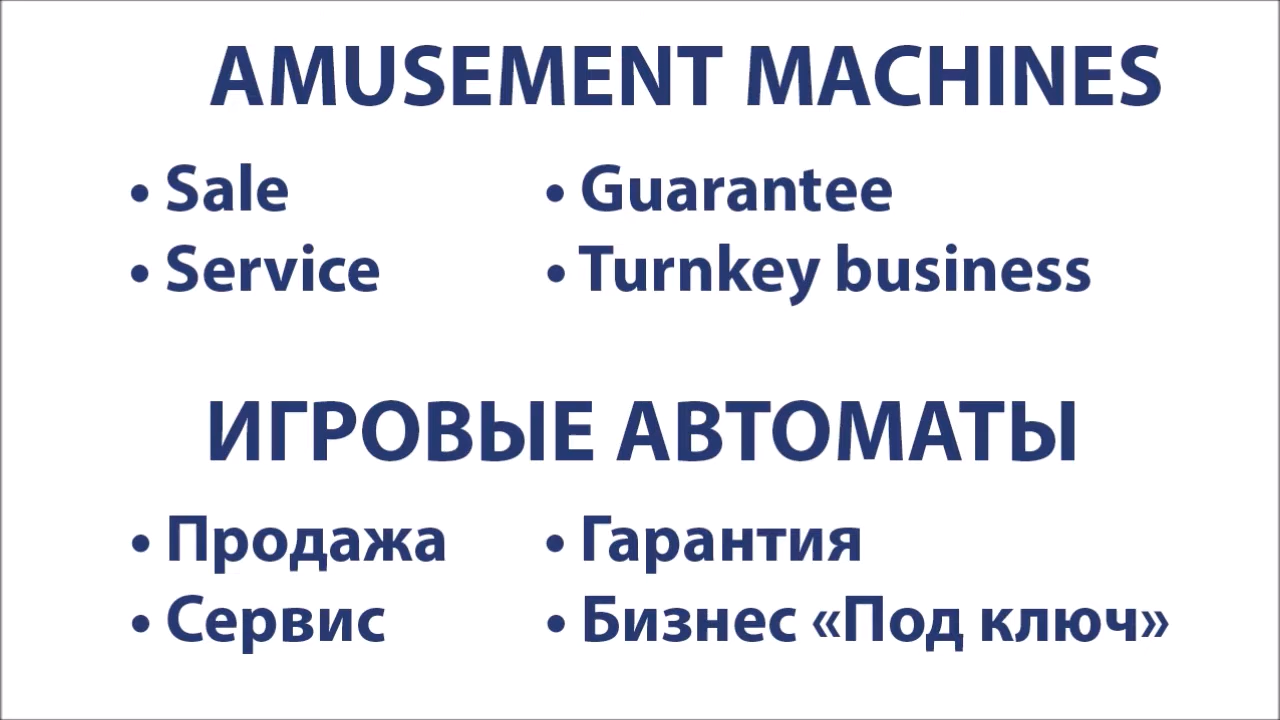 AMUSEMENT MACHINES
• Sale
• Service
• Guarantee
• Turnkey business
ИГРОВЫЕ АВТОМАТЫ
• Продажа
• Сервис
• Гарантия
• Бизнес «Под ключ»